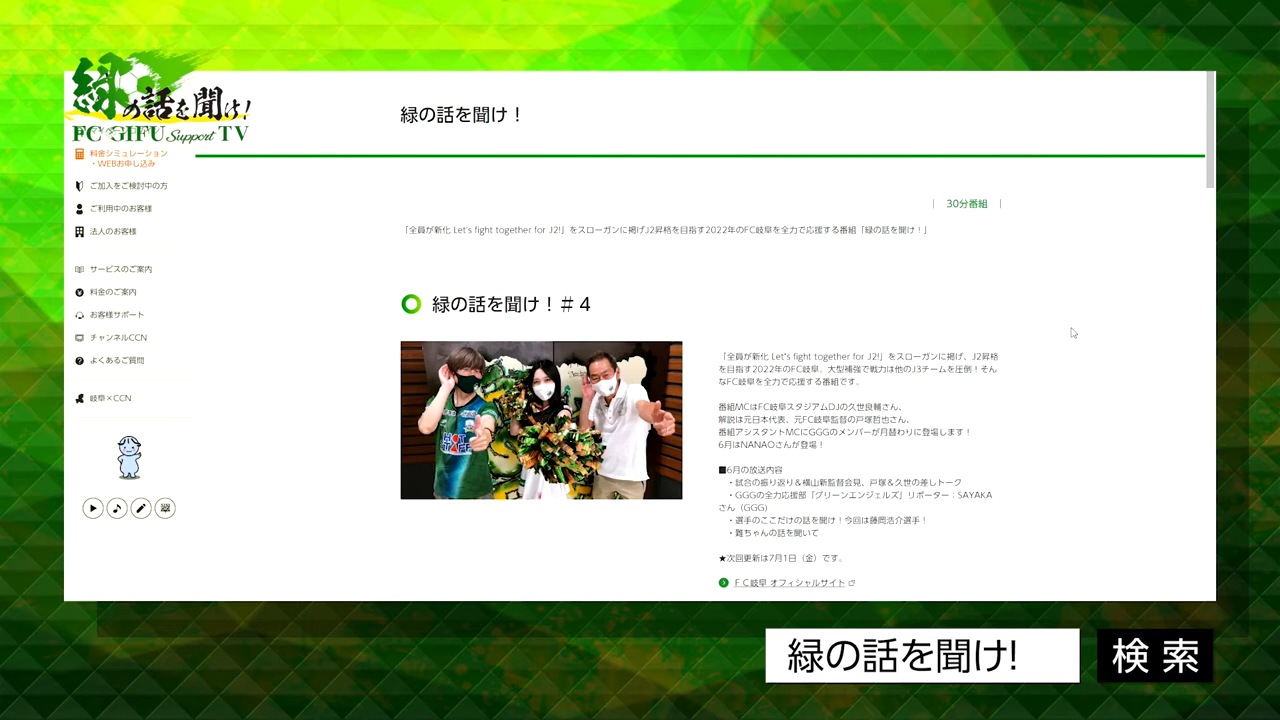 緑の話を聞け!
FC GIFU Support TV
料金シミュレーション
・WEBお申し込み
ご加入をご検討中の方
ご利用中のお客様
法人のお客様
サービスのご案内
料金のご案内
お客様サポート
チャンネルCCN
よくあるご質問
岐阜×CCN
緑の話を聞け！
30分番組
「全員が新化 Let's fight together for J2!」をスローガンに掲げJ2昇格を目指す2022年のFC岐阜を全力で応援する番組「緑の話を聞け！」
緑の話を聞け！＃４
「全員が新化 Let's fight together for J2!」をスローガンに掲げ、J2昇格
を目指す2022年のFC岐阜。大型補強で戦力は他のJ3チームを圧倒！そん
なFC岐阜を全力で応援する番組です。
番組MCはFC岐阜スタジアムDJの久世良輔さん、
解説は元日本代表、元FC岐阜監督の戸塚哲也さん、
番組アシスタントMCにGGGのメンバーが月替わりに登場します！
6月はNANAOさんが登場！
■6月の放送内容
・試合の振り返り＆横山新監督会見、戸塚＆久世の差しトーク
・GGGの全力応援部「グリーンエンジェルズ」リポーター：SAYAKA
さん（GGG）
・選手のここだけの話を聞け！今回は藤岡浩介選手！
・難ちゃんの話を聞いて
★次回更新は7月1日（金）です。
ＦＣ岐阜 オフィシャルサイト
HOT
STAFF
緑の話を聞け!
検索